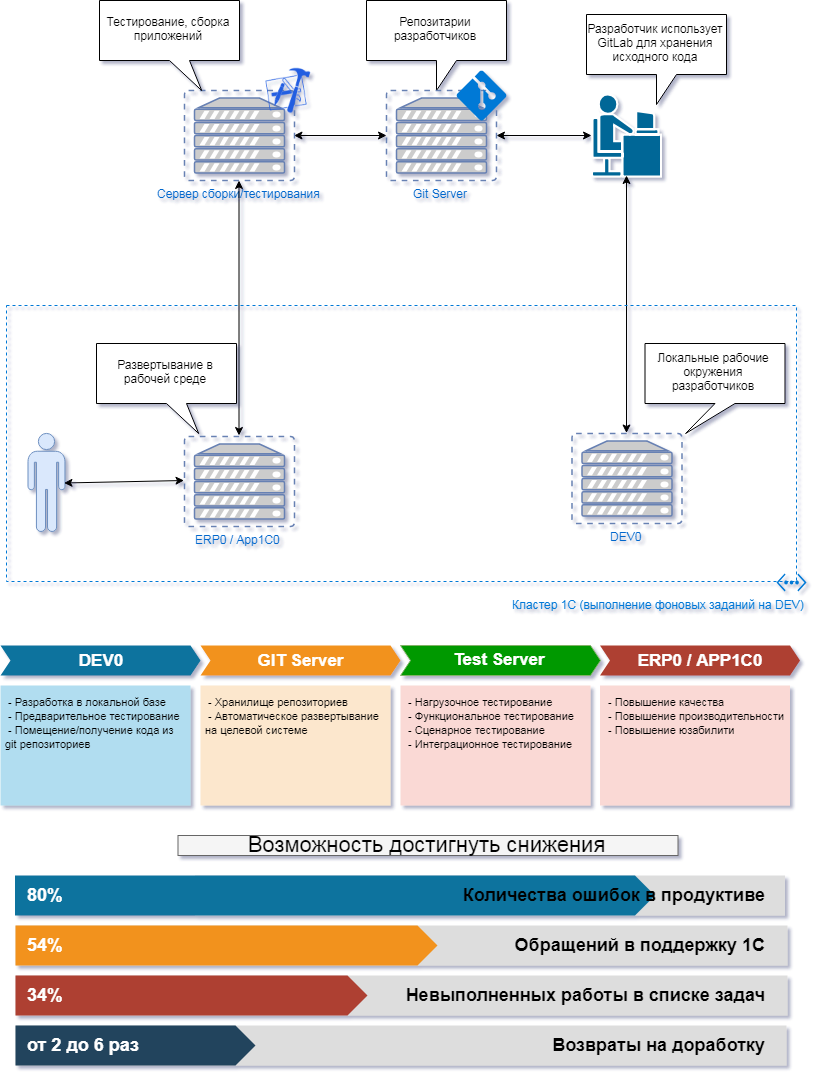 Тестирование, сборка
приложений
Репозитарии
разработчиков
Разработчик использует
GitLab для хранения
исходного кода
Сервер сборки/тестирования
Git Server
Развертывание в
рабочей среде
Локальные рабочие
окружения
разработчиков
ERP0 / App1C0
DEV0
Кластер 1С (выполнение фоновых заданий на DEV)
DEV0
GIT Server
Test Server
ERP0 / APP1C0
- Разработка в локальной базе
- Предварительное тестирование
- Помещение/получение кода из
git репозиториев
- Хранилище репозиториев
- Автоматическое развертывание
на целевой системе
- Нагрузочное тестирование
- Функциональное тестирование
- Сценарное тестирование
- Интеграционное тестирование
- Повышение качества
- Повышение производительности
- Повышение юзабилити
Возможность достигнуть снижения
80% Количества ошибок в продуктиве
54% Обращений в поддержку 1С
34% Невыполненных работы в списке задач
от 2 до 6 раз Возвраты на доработку